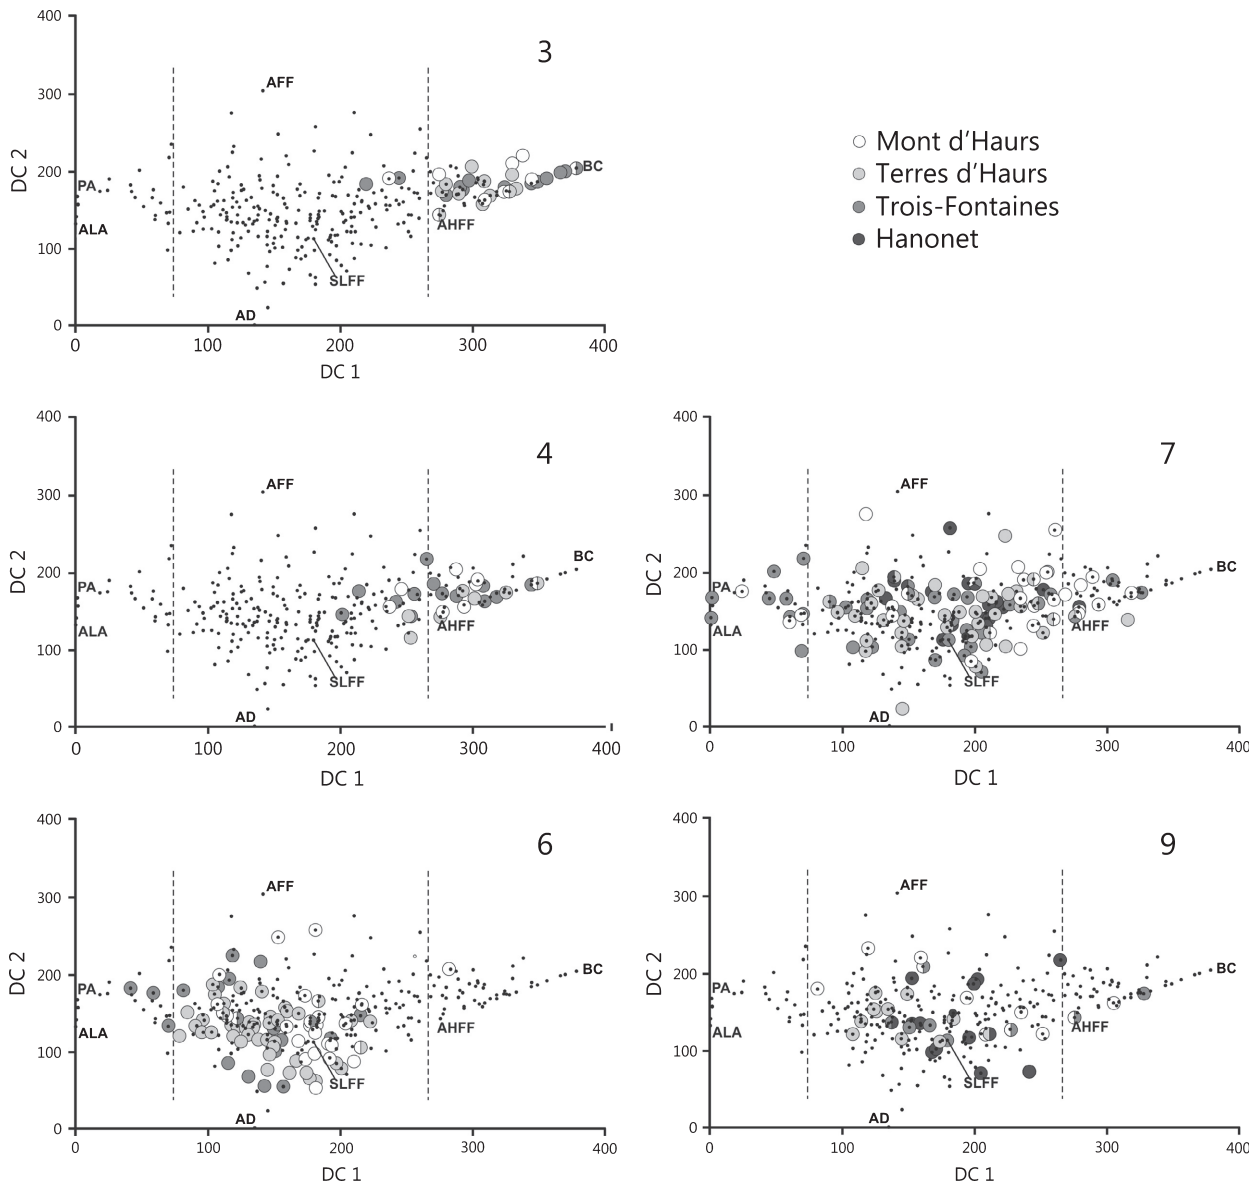 3
400
300
200
100
0
DC 2
AFF
PA
ALA
BC
AHFF
SLFF
AD
0 100 200 300 400
DC 1
Mont d'Haurs
Terres d'Haurs
Trois-Fontaines
Hanonet
4
400
300
200
100
0
DC 2
AFF
PA
ALA
BC
AHFF
SLFF
AD
0 100 200 300 400
DC 1
7
400
300
200
100
0
DC 2
AFF
PA
ALA
BC
AHFF
SLFF
AD
0 100 200 300 400
DC 1
6
400
300
200
100
0
DC 2
AFF
PA
ALA
BC
AHFF
SLFF
AD
0 100 200 300 400
DC 1
9
400
300
200
100
0
DC 2
AFF
PA
ALA
BC
AHFF
SLFF
AD
0 100 200 300 400
DC 1